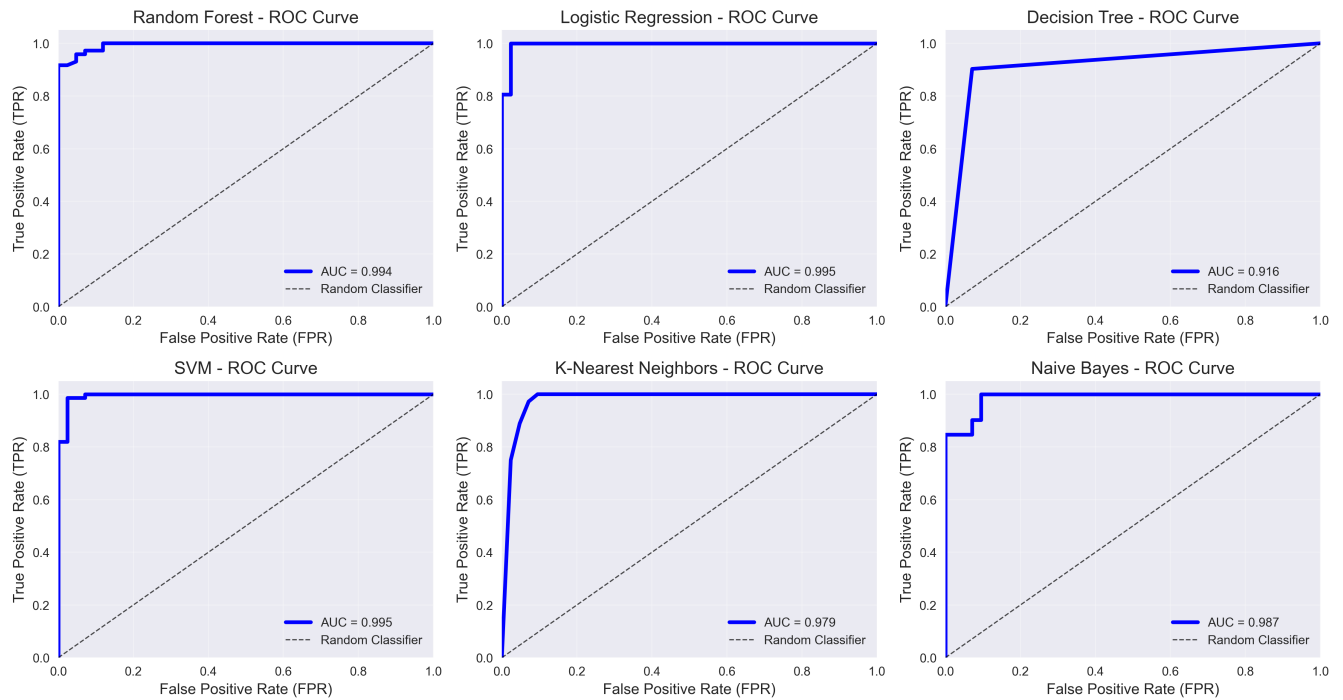 Random Forest - ROC Curve
True Positive Rate (TPR)
1.0
0.8
0.6
0.4
0.2
0.0
AUC = 0.994
Random Classifier
0.0 0.2 0.4 0.6 0.8 1.0
False Positive Rate (FPR)
Logistic Regression - ROC Curve
True Positive Rate (TPR)
1.0
0.8
0.6
0.4
0.2
0.0
AUC = 0.995
Random Classifier
0.0 0.2 0.4 0.6 0.8 1.0
False Positive Rate (FPR)
Decision Tree - ROC Curve
True Positive Rate (TPR)
1.0
0.8
0.6
0.4
0.2
0.0
AUC = 0.916
Random Classifier
0.0 0.2 0.4 0.6 0.8 1.0
False Positive Rate (FPR)
SVM - ROC Curve
True Positive Rate (TPR)
1.0
0.8
0.6
0.4
0.2
0.0
AUC = 0.995
Random Classifier
0.0 0.2 0.4 0.6 0.8 1.0
False Positive Rate (FPR)
K-Nearest Neighbors - ROC Curve
True Positive Rate (TPR)
1.0
0.8
0.6
0.4
0.2
0.0
AUC = 0.979
Random Classifier
0.0 0.2 0.4 0.6 0.8 1.0
False Positive Rate (FPR)
Naive Bayes - ROC Curve
True Positive Rate (TPR)
1.0
0.8
0.6
0.4
0.2
0.0
AUC = 0.987
Random Classifier
0.0 0.2 0.4 0.6 0.8 1.0
False Positive Rate (FPR)